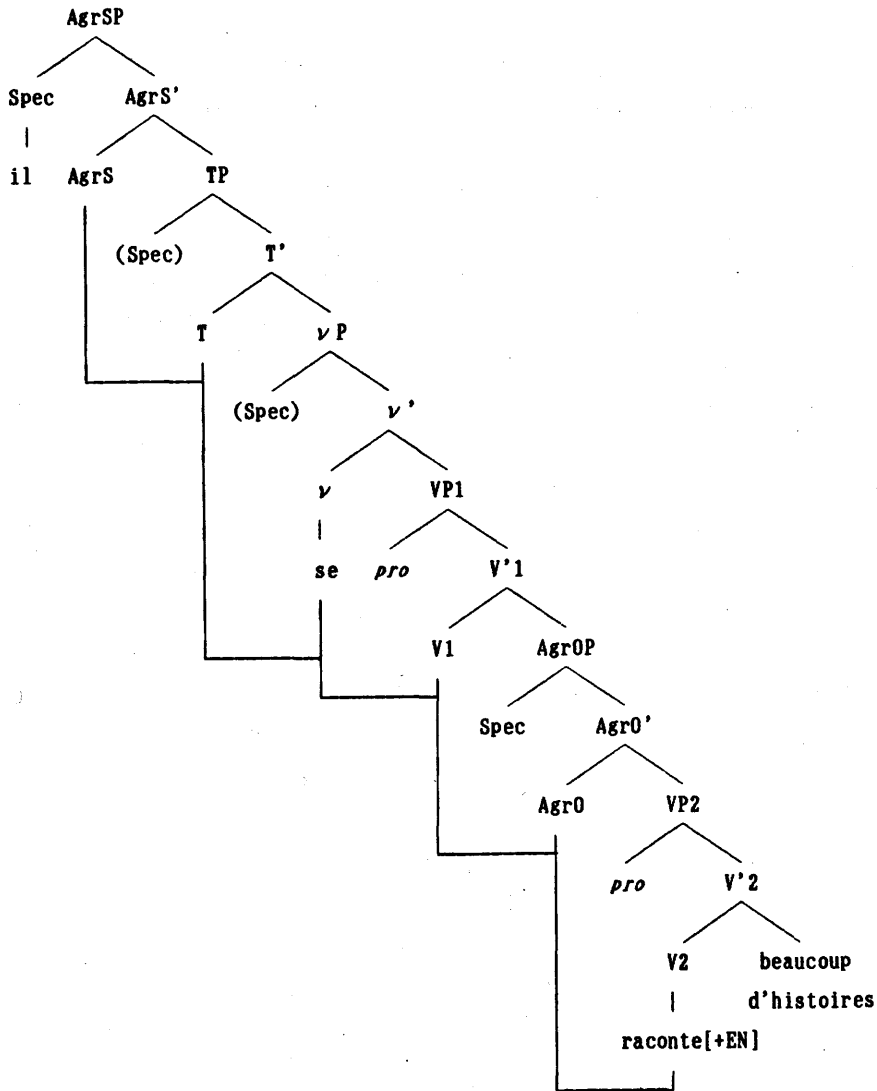 AgrSP
Spec AgrS'
il AgrS TP
(Spec) T'
T νP
(Spec) ν'
ν VP1
se pro V'1
V1 AgrOP
Spec AgrO'
AgrO VP2
pro V'2
V2 beaucoup
d'histoires
raconte[+EN]